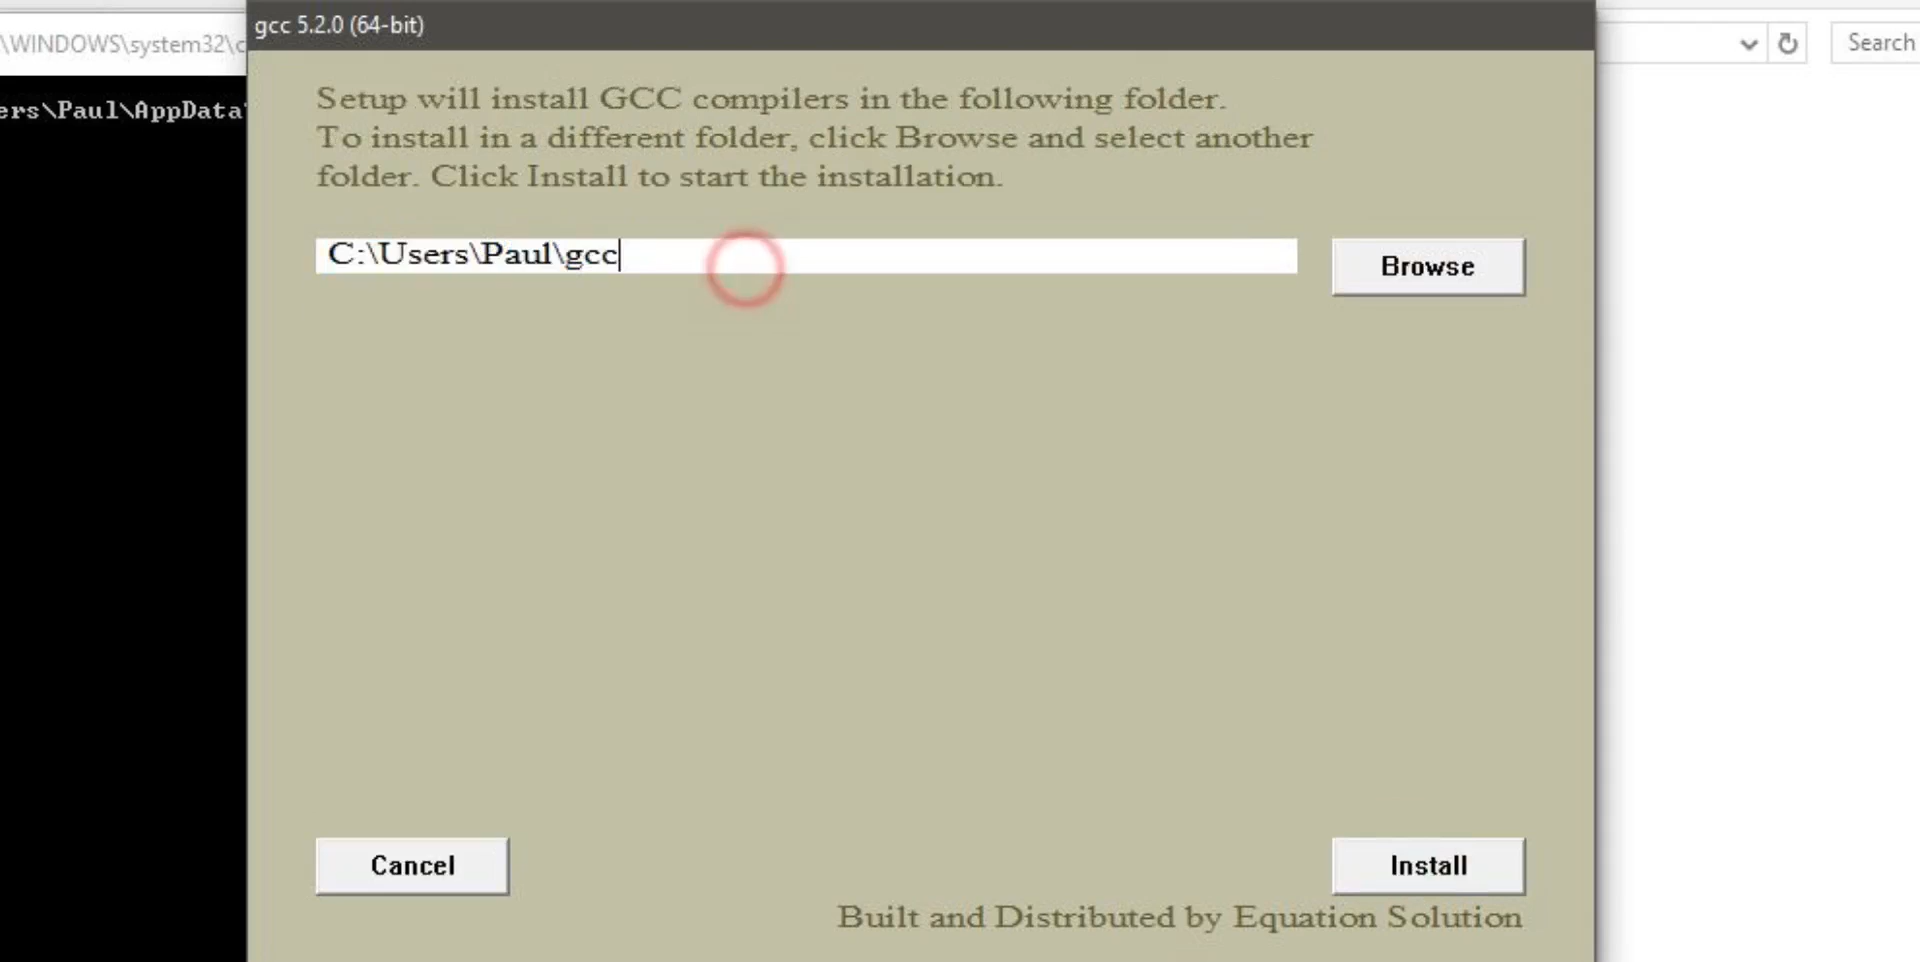 gcc 5.2.0 (64-bit)
\WINDOWS\system32\c
Search
ers\Paul\AppData
Setup will install GCC compilers in the following folder.
To install in a different folder, click Browse and select another
folder. Click Install to start the installation.
C:\Users\Paul\gcc
Browse
Cancel
Install
Built and Distributed by Equation Solution